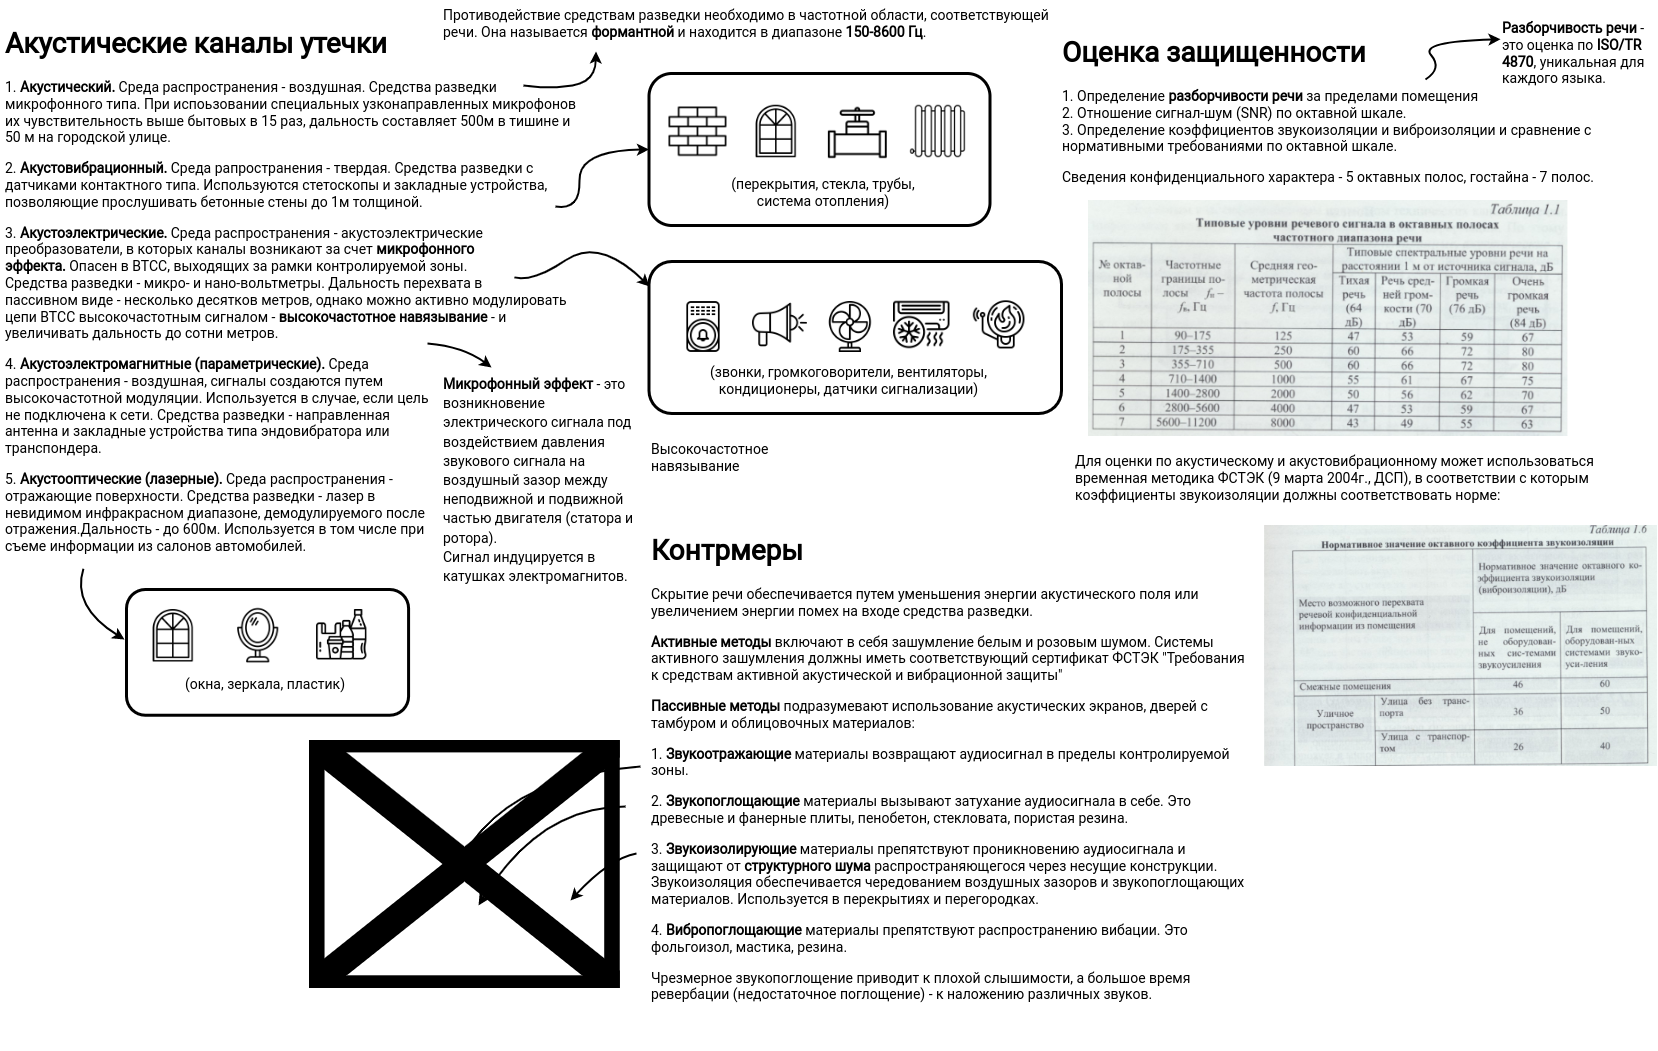 Противодействие средствам разведки необходимо в частотной области, соответствующей
речи. Она называется формантной и находится в диапазоне 150-8600 Гц.
Акустические каналы утечки
1. Акустический. Среда распространения - воздушная. Средства разведки
микрофонного типа. При испоьзовании специальных узконаправленных микрофонов
их чувствительность выше бытовых в 15 раз, дальность составляет 500м в тишине и
50 м на городской улице.
2. Акустовибрационный. Среда рапространения - твердая. Средства разведки с
датчиками контактного типа. Используются стетоскопы и закладные устройства,
позволяющие прослушивать бетонные стены до 1м толщиной.
3. Акустоэлектрические. Среда распространения - акустоэлектрические
преобразователи, в которых каналы возникают за счет микрофонного
эффекта. Опасен в ВТСС, выходящих за рамки контролируемой зоны.
Средства разведки - микро- и нано-вольтметры. Дальность перехвата в
пассивном виде - несколько десятков метров, однако можно активно модулировать
цепи ВТСС высокочастотным сигналом - высокочастотное навязывание - и
увеличивать дальность до сотни метров.
4. Акустоэлектромагнитные (параметрические). Среда
распространения - воздушная, сигналы создаются путем
высокочастотной модуляции. Используется в случае, если цель
не подключена к сети. Средства разведки - направленная
антенна и закладные устройства типа эндовибратора или
транспондера.
5. Акустооптические (лазерные). Среда распространения -
отражающие поверхности. Средства разведки - лазер в
невидимом инфракрасном диапазоне, демодулируемого после
отражения.Дальность - до 600м. Используется в том числе при
съеме информации из салонов автомобилей.
(окна, зеркала, пластик)
Микрофонный эффект - это
возникновение
электрического сигнала под
воздействием давления
звукового сигнала на
воздушный зазор между
неподвижной и подвижной
частью двигателя (статора и
ротора).
Сигнал индуцируется в
катушках электромагнитов.
(перекрытия, стекла, трубы,
система отопления)
(звонки, громкоговорители, вентиляторы,
кондиционеры, датчики сигнализации)
Высокочастотное
навязывание
Контрмеры
Скрытие речи обеспечивается путем уменьшения энергии акустического поля или
увеличением энергии помех на входе средства разведки.
Активные методы включают в себя зашумление белым и розовым шумом. Системы
активного зашумления должны иметь соответствующий сертификат ФСТЭК "Требования
к средствам активной акустической и вибрационной защиты"
Пассивные методы подразумевают использование акустических экранов, дверей с
тамбуром и облицовочных материалов:
1. Звукоотражающие материалы возвращают аудиосигнал в пределы контролируемой
зоны.
2. Звукопоглощающие материалы вызывают затухание аудиосигнала в себе. Это
древесные и фанерные плиты, пенобетон, стекловата, пористая резина.
3. Звукоизолирующие материалы препятствуют проникновению аудиосигнала и
защищают от структурного шума распространяющегося через несущие конструкции.
Звукоизоляция обеспечивается чередованием воздушных зазоров и звукопоглощающих
материалов. Используется в перекрытиях и перегородках.
4. Вибропоглощающие материалы препятствуют распространению вибации. Это
фольгоизол, мастика, резина.
Чрезмерное звукопоглощение приводит к плохой слышимости, а большое время
ревербации (недостаточное поглощение) - к наложению различных звуков.
Оценка защищенности
Разборчивость речи -
это оценка по ISO/TR
4870, уникальная для
каждого языка.
1. Определение разборчивости речи за пределами помещения
2. Отношение сигнал-шум (SNR) по октавной шкале.
3. Определение коэффициентов звукоизоляции и виброизоляции и сравнение с
нормативными требованиями по октавной шкале.
Сведения конфиденциального характера - 5 октавных полос, гостайна - 7 полос.
Таблица 1.1
Типовые уровни речевого сигнала в октавных полосах
частотного диапазона речи
№ октав-
ной
полосы
Частотные
границы по-
лосы fн –
fв, Гц
Средняя гео-
метрическая
частота полосы
f, Гц
Типовые спектральные уровни речи на
расстоянии 1 м от источника сигнала, дБ
Тихая
речь
(64
дБ)
Речь сред-
ней гром-
кости (70
дБ)
Громкая
речь
(76 дБ)
Очень
громкая
речь
(84 дБ)
1 90–175 125 47 53 59 67
2 175–355 250 60 66 72 80
3 355–710 500 60 66 72 80
4 710–1400 1000 55 61 67 75
5 1400–2800 2000 50 56 62 70
6 2800–5600 4000 47 53 59 67
7 5600–11200 8000 43 49 55 63
Для оценки по акустическому и акустовибрационному может использоваться
временная методика ФСТЭК (9 марта 2004г., ДСП), в соответствии с которым
коэффициенты звукоизоляции должны соответствовать норме:
Таблица 1.6
Нормативное значение октавного коэффициента звукоизоляции
Место возможного перехвата
речевой конфиденциальной
информации из помещения
Нормативное значение октавного ко-
эффициента звукоизоляции
(виброизоляции), дБ
Для помещений,
не оборудован-
ных сис-темами
звукоусиления
Для помещений,
оборудован-ных
системами звуко-
уси-ления
Смежные помещения 46 60
Уличное
пространство
Улица без транс-
порта 36 50
Улица с транспор-
том 26 40